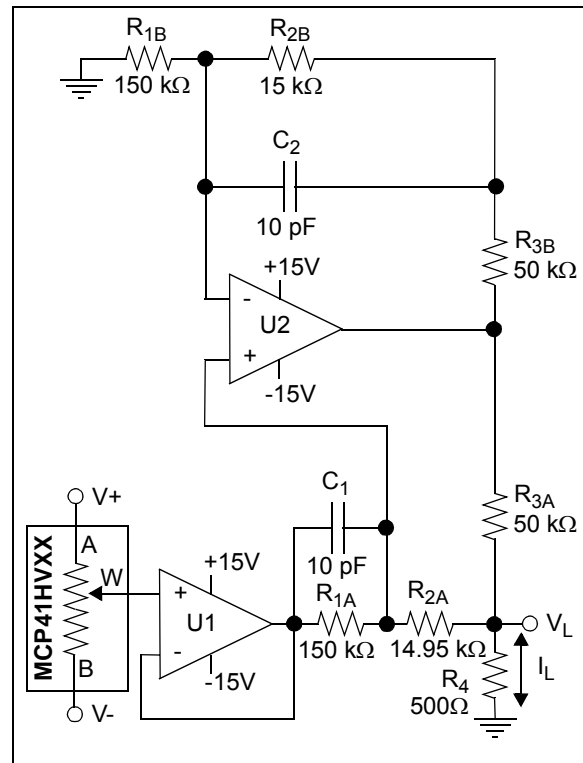 R1B
150 kΩ
R2B
15 kΩ
C2
10 pF
R3B
50 kΩ
+15V
-
U2
+
-15V
V+
C1
10 pF
R3A
50 kΩ
MCP41HVXX
A
W
B
V-
+15V
+
U1
-
-15V
R1A
150 kΩ
R2A
14.95 kΩ
VL
R4
500Ω
IL